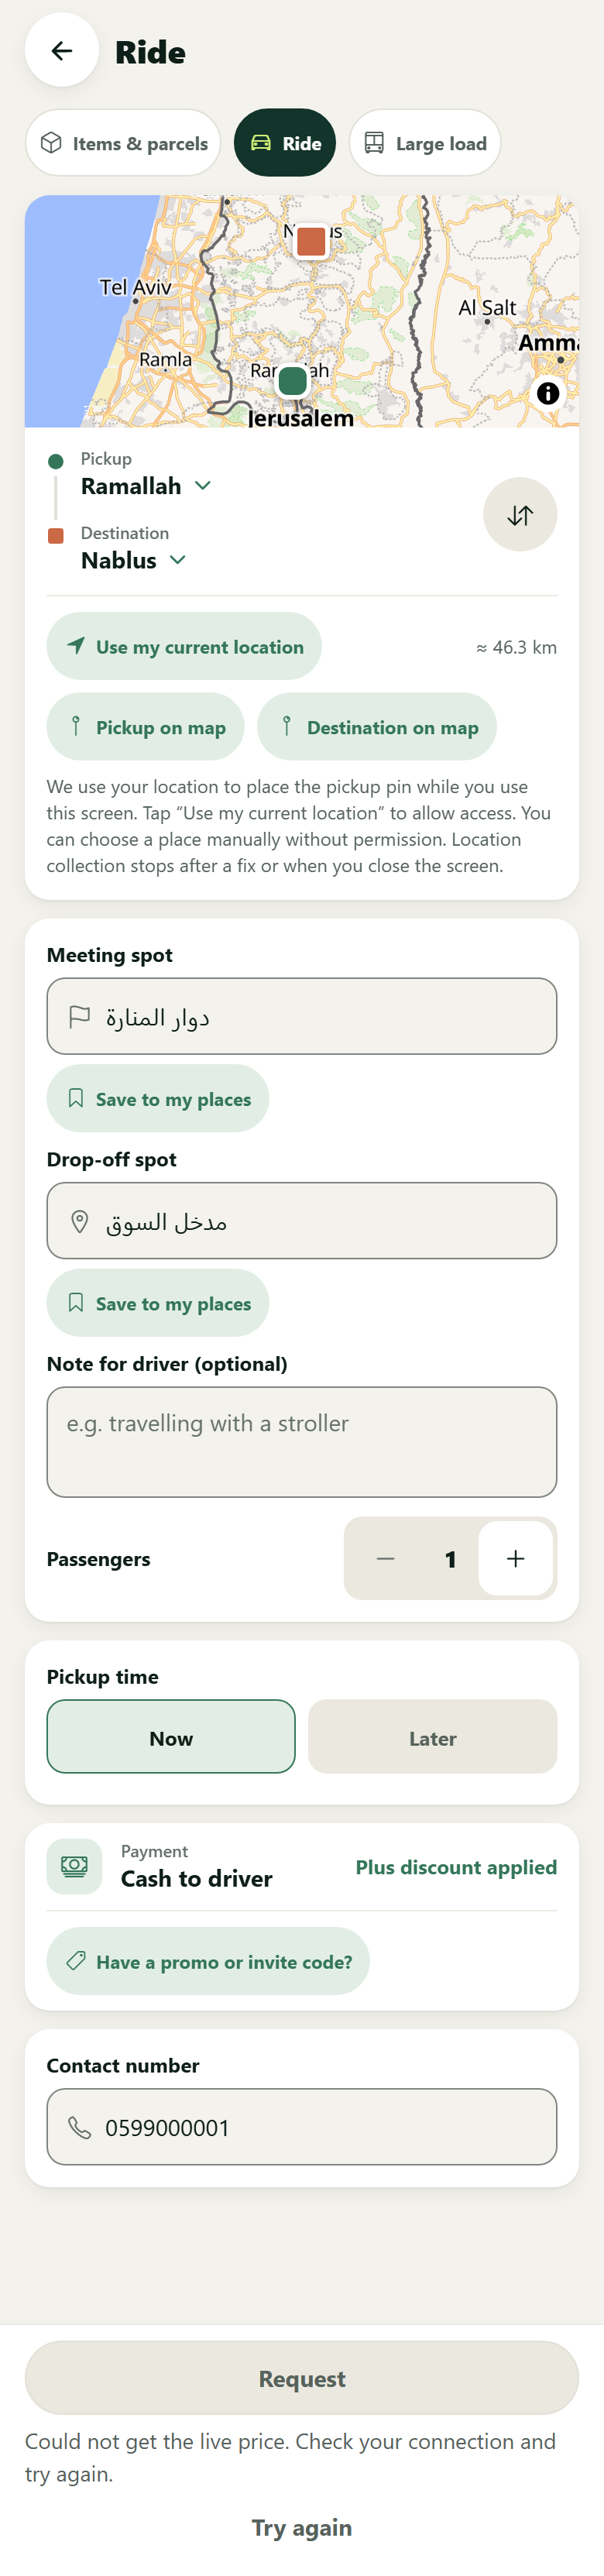 Ride
Items & parcels
Ride
Large load
Tel Aviv
Al Salt
Ramla
Jerusalem
Pickup
Ramallah
Destination
Nablus
Use my current location
≈ 46.3 km
Pickup on map
Destination on map
We use your location to place the pickup pin while you use
this screen. Tap “Use my current location” to allow access. You
can choose a place manually without permission. Location
collection stops after a fix or when you close the screen.
Meeting spot
دوار المنارة
Save to my places
Drop-off spot
مدخل السوق
Save to my places
Note for driver (optional)
e.g. travelling with a stroller
Passengers
1
Pickup time
Now
Later
Payment
Cash to driver
Plus discount applied
Have a promo or invite code?
Contact number
0599000001
Request
Could not get the live price. Check your connection and
try again.
Try again